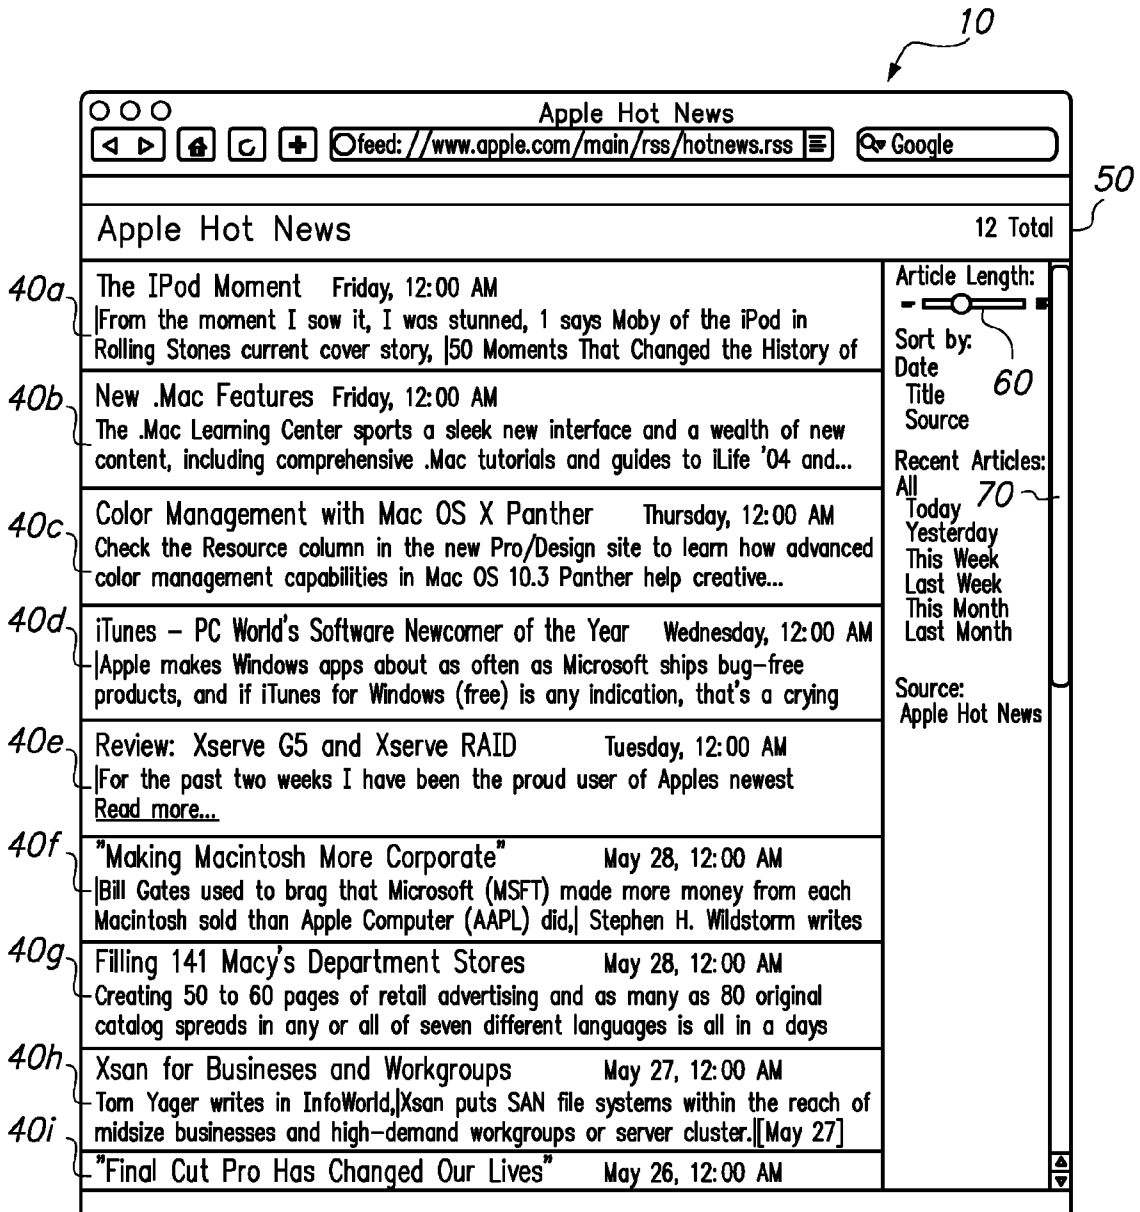 10
Apple Hot News
feed: //www.apple.com/main/rss/hotnews.rss
Google
50
Apple Hot News 12 Total
40a
The IPod Moment Friday, 12:00 AM
|From the moment I sow it, I was stunned, 1 says Moby of the iPod in
Rolling Stones current cover story, |50 Moments That Changed the History of
40b
New .Mac Features Friday, 12:00 AM
The .Mac Learning Center sports a sleek new interface and a wealth of new
content, including comprehensive .Mac tutorials and guides to iLife '04 and...
40c
Color Management with Mac OS X Panther Thursday, 12:00 AM
Check the Resource column in the new Pro/Design site to learn how advanced
color management capabilities in Mac OS 10.3 Panther help creative...
40d
iTunes – PC World's Software Newcomer of the Year Wednesday, 12:00 AM
|Apple makes Windows apps about as often as Microsoft ships bug-free
products, and if iTunes for Windows (free) is any indication, that's a crying
40e
Review: Xserve G5 and Xserve RAID Tuesday, 12:00 AM
|For the past two weeks I have been the proud user of Apples newest
Read more...
40f
"Making Macintosh More Corporate" May 28, 12:00 AM
|Bill Gates used to brag that Microsoft (MSFT) made more money from each
Macintosh sold than Apple Computer (AAPL) did,| Stephen H. Wildstorm writes
40g
Filling 141 Macy's Department Stores May 28, 12:00 AM
Creating 50 to 60 pages of retail advertising and as many as 80 original
catalog spreads in any or all of seven different languages is all in a days
40h
Xsan for Busineses and Workgroups May 27, 12:00 AM
Tom Yager writes in InfoWorld,|Xsan puts SAN file systems within the reach of
midsize businesses and high-demand workgroups or server cluster.|[May 27]
40i
"Final Cut Pro Has Changed Our Lives" May 26, 12:00 AM
Article Length:
60
Sort by:
Date
Title
Source
Recent Articles:
All
70
Today
Yesterday
This Week
Last Week
This Month
Last Month
Source:
Apple Hot News